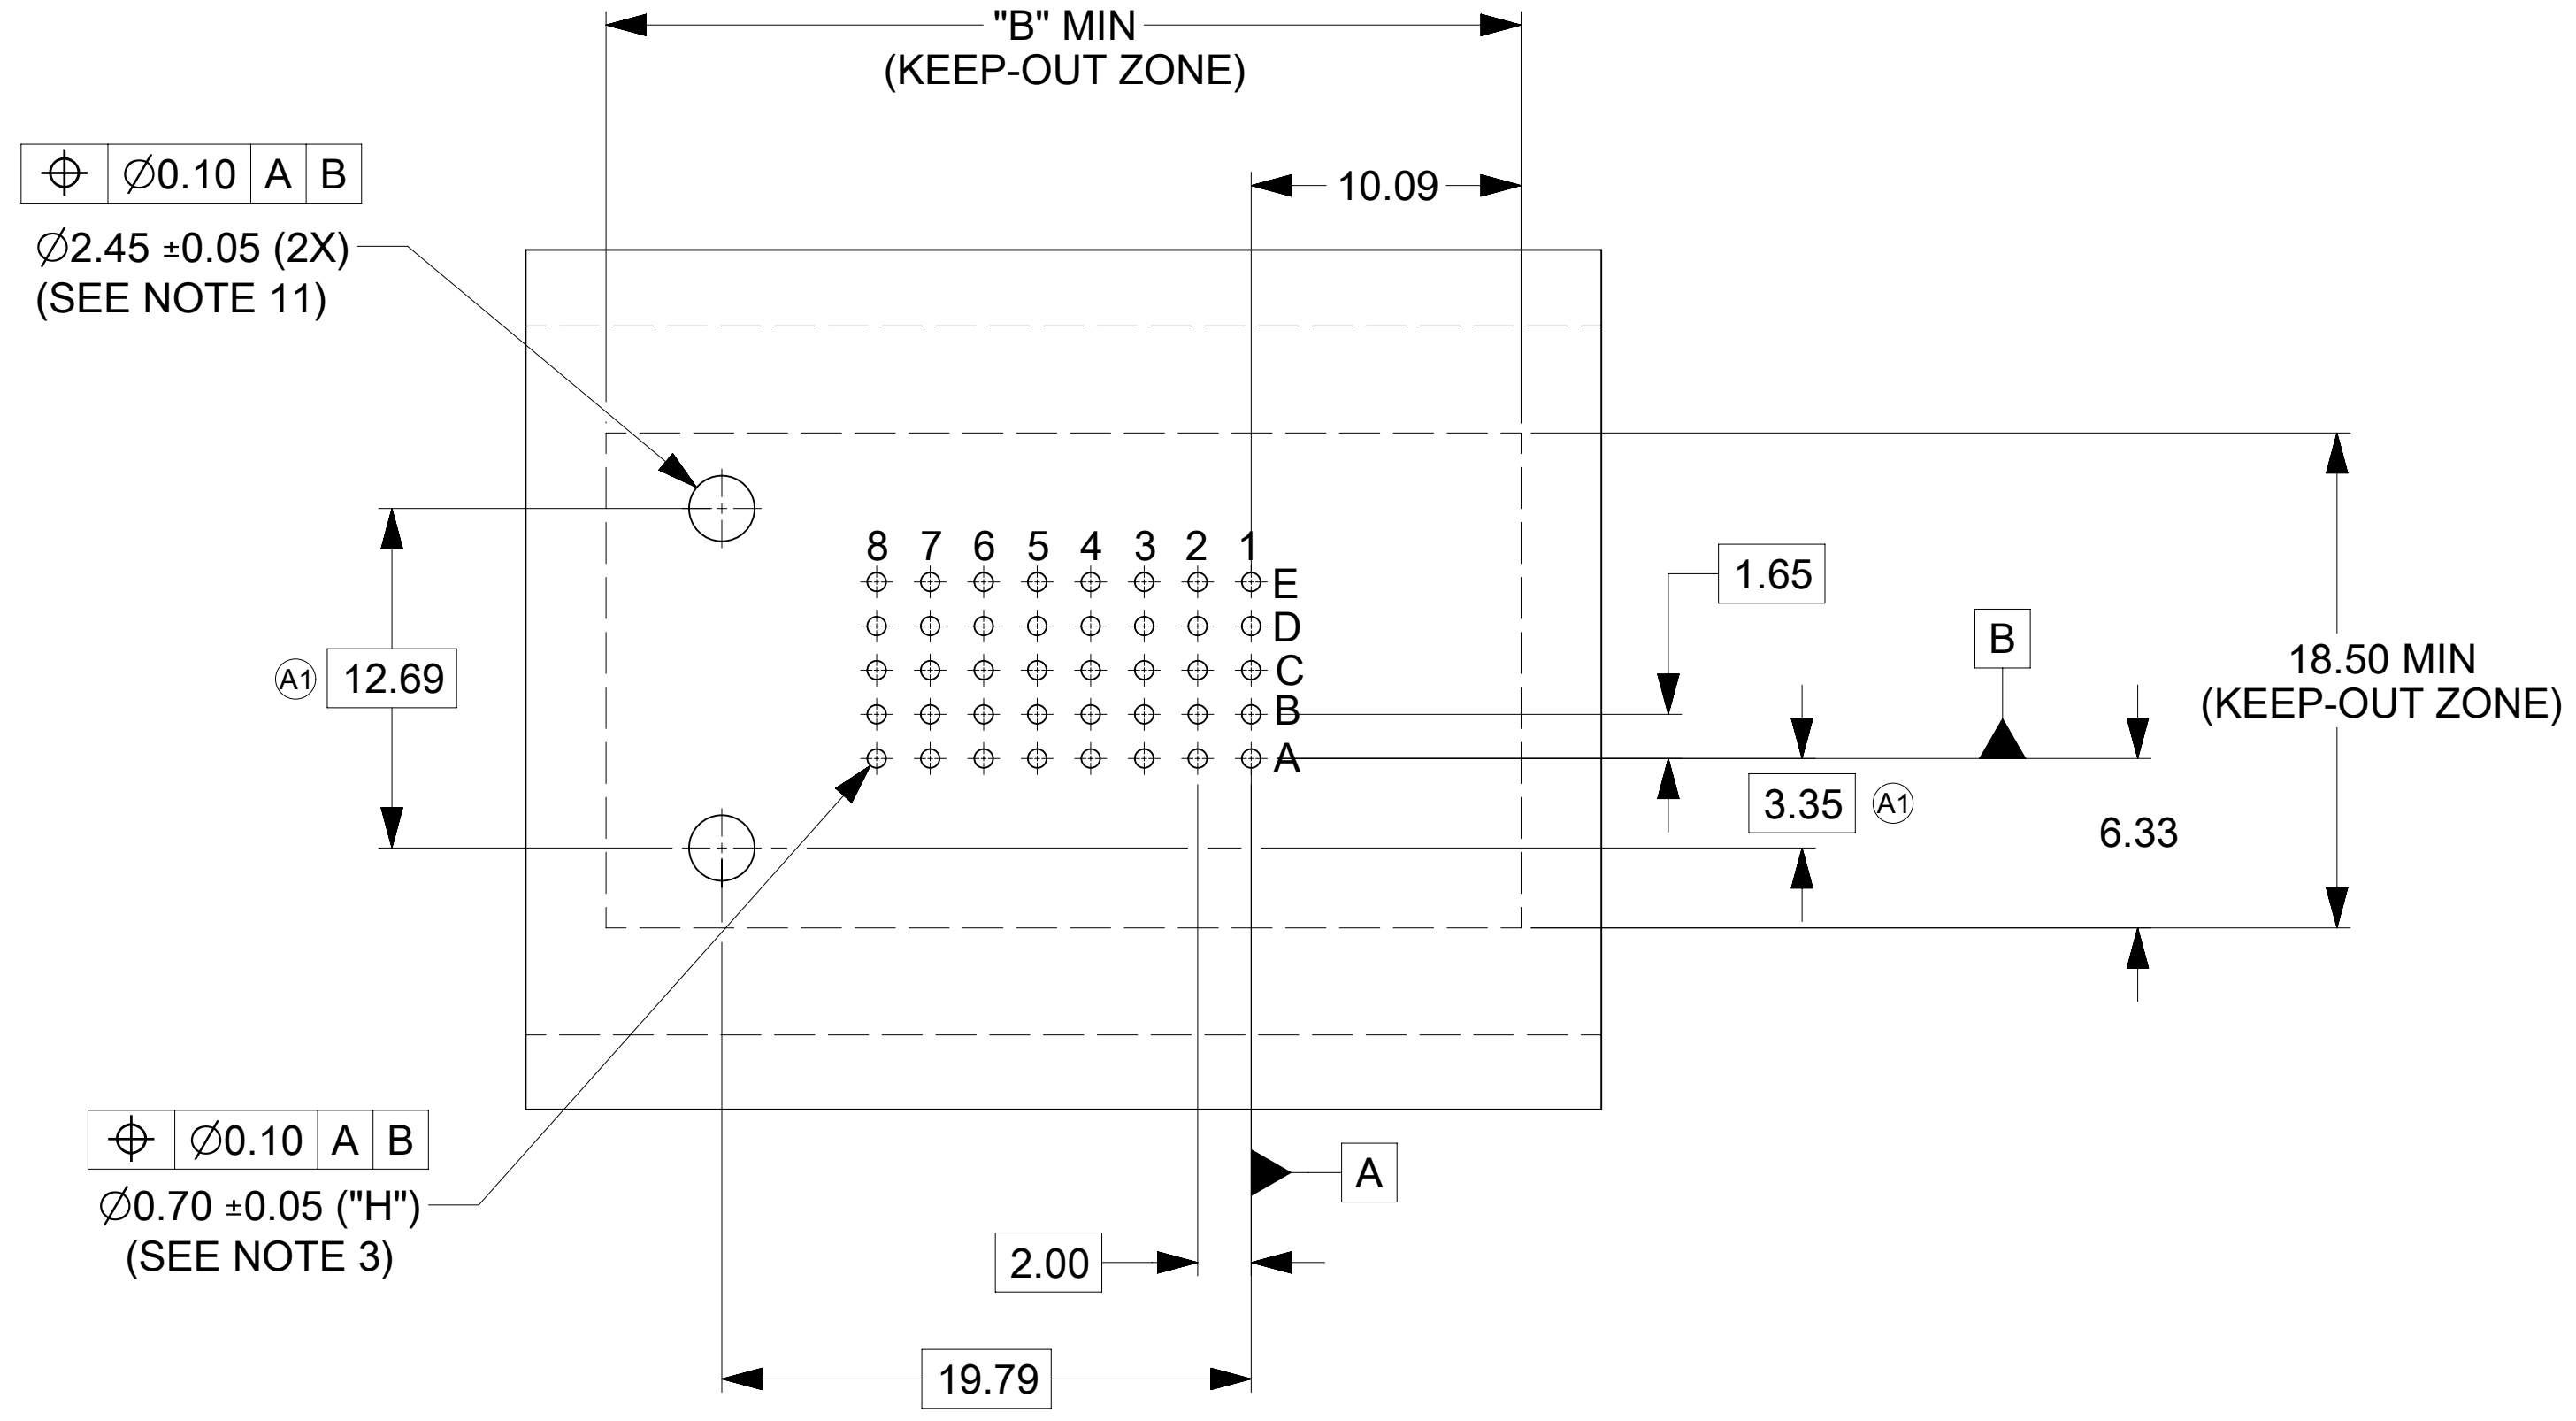 "B" MIN
(KEEP-OUT ZONE)
⌖ ∅0.10 A B
∅2.45 ±0.05 (2X)
(SEE NOTE 11)
10.09
8 7 6 5 4 3 2 1
E
D
C
B
A
1.65
B
18.50 MIN
(KEEP-OUT ZONE)
A1 12.69
3.35 A1
6.33
⌖ ∅0.10 A B
∅0.70 ±0.05 ("H")
(SEE NOTE 3)
A
2.00
19.79